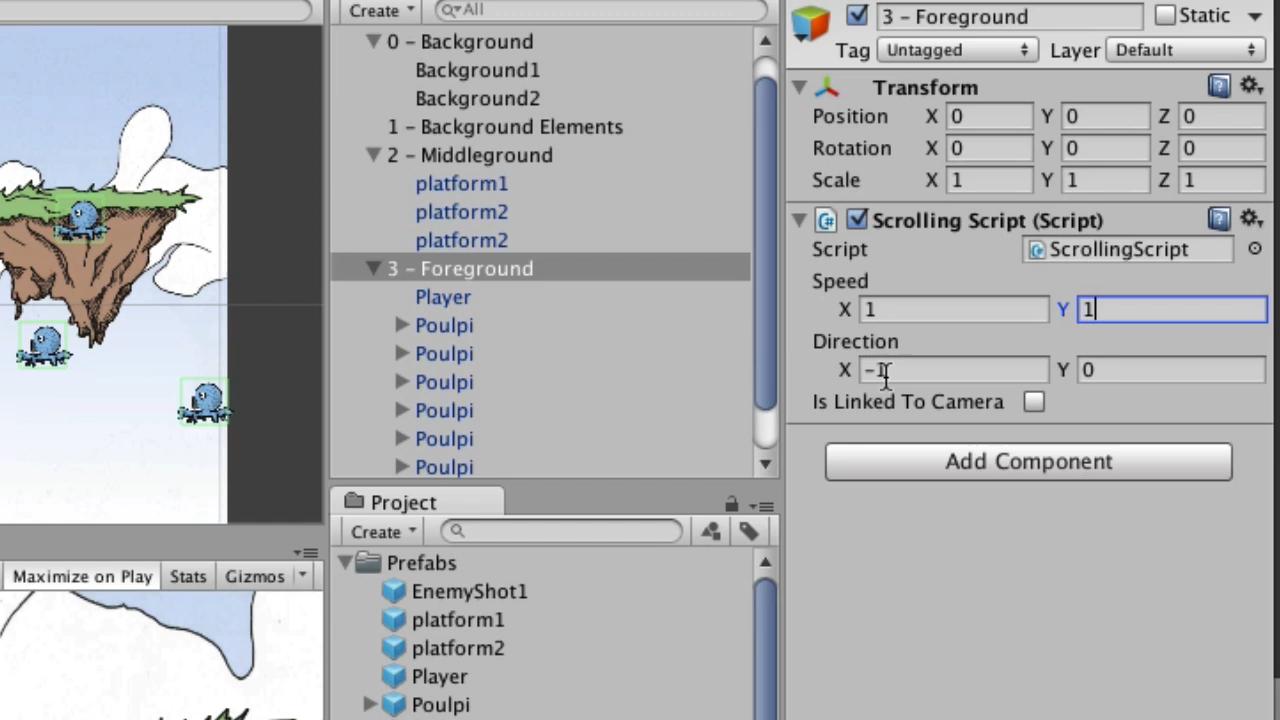 Create
All
0 – Background
Background1
Background2
1 – Background Elements
2 – Middleground
platform1
platform2
platform2
3 – Foreground
Player
Poulpi
Poulpi
Poulpi
Poulpi
Poulpi
Poulpi
Project
Create
Prefabs
EnemyShot1
platform1
platform2
Player
Poulpi
Maximize on Play Stats Gizmos
3 – Foreground Static
Tag Untagged Layer Default
Transform
Position X 0 Y 0 Z 0
Rotation X 0 Y 0 Z 0
Scale X 1 Y 1 Z 1
Scrolling Script (Script)
Script ScrollingScript
Speed
X 1 Y 1
Direction
X -1 Y 0
Is Linked To Camera
Add Component